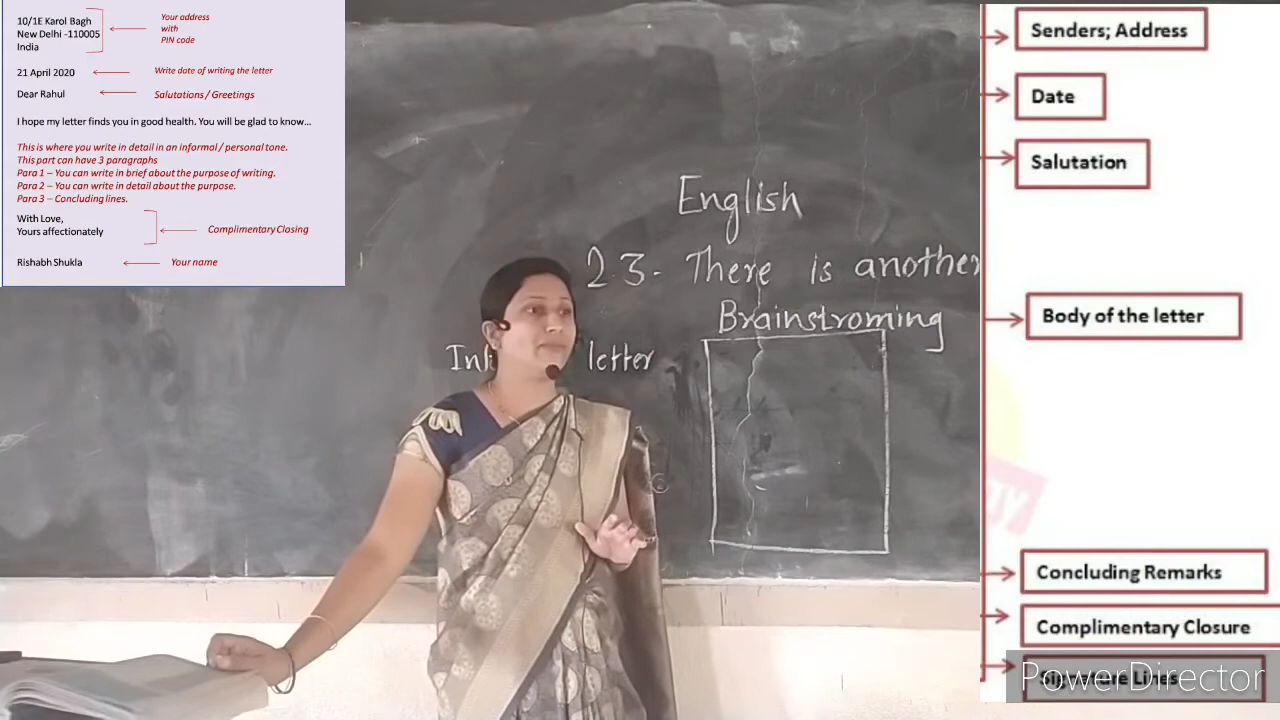 10/1E Karol Bagh
New Delhi -110005
India
Your address
with
PIN code
21 April 2020
Write date of writing the letter
Dear Rahul
Salutations / Greetings
I hope my letter finds you in good health. You will be glad to know...
This is where you write in detail in an informal / personal tone.
This part can have 3 paragraphs
Para 1 – You can write in brief about the purpose of writing.
Para 2 – You can write in detail about the purpose.
Para 3 – Concluding lines.
With Love,
Yours affectionately
Complimentary Closing
Rishabh Shukla
Your name
English
2.3. There is another
Brainstroming
letter
Senders; Address
Date
Salutation
Body of the letter
Concluding Remarks
Complimentary Closure
PowerDirector